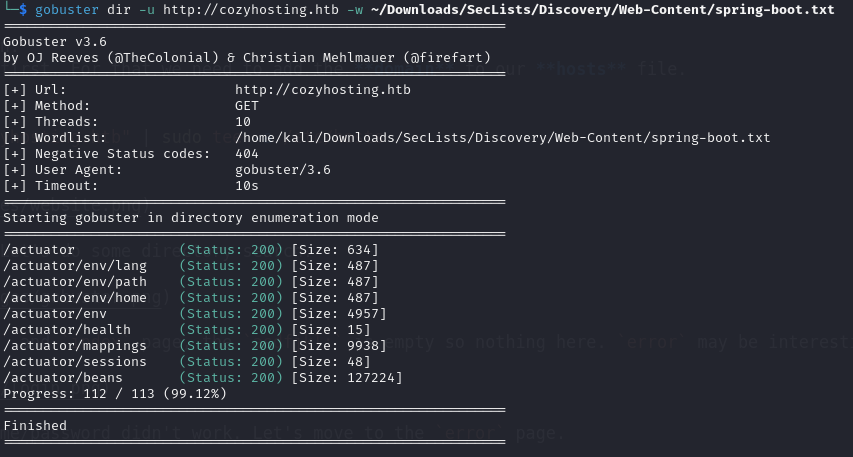 └─$ gobuster dir -u http://cozyhosting.htb -w ~/Downloads/SecLists/Discovery/Web-Content/spring-boot.txt
===============================================================
Gobuster v3.6
by OJ Reeves (@TheColonial) & Christian Mehlmauer (@firefart)
===============================================================
[+] Url:                     http://cozyhosting.htb
[+] Method:                  GET
[+] Threads:                 10
[+] Wordlist:                /home/kali/Downloads/SecLists/Discovery/Web-Content/spring-boot.txt
[+] Negative Status codes:   404
[+] User Agent:              gobuster/3.6
[+] Timeout:                 10s
===============================================================
Starting gobuster in directory enumeration mode
===============================================================
/actuator             (Status: 200) [Size: 634]
/actuator/env/lang    (Status: 200) [Size: 487]
/actuator/env/path    (Status: 200) [Size: 487]
/actuator/env/home    (Status: 200) [Size: 487]
/actuator/env         (Status: 200) [Size: 4957]
/actuator/health      (Status: 200) [Size: 15]
/actuator/mappings    (Status: 200) [Size: 9938]
/actuator/sessions    (Status: 200) [Size: 48]
/actuator/beans       (Status: 200) [Size: 127224]
Progress: 112 / 113 (99.12%)
===============================================================
Finished
===============================================================